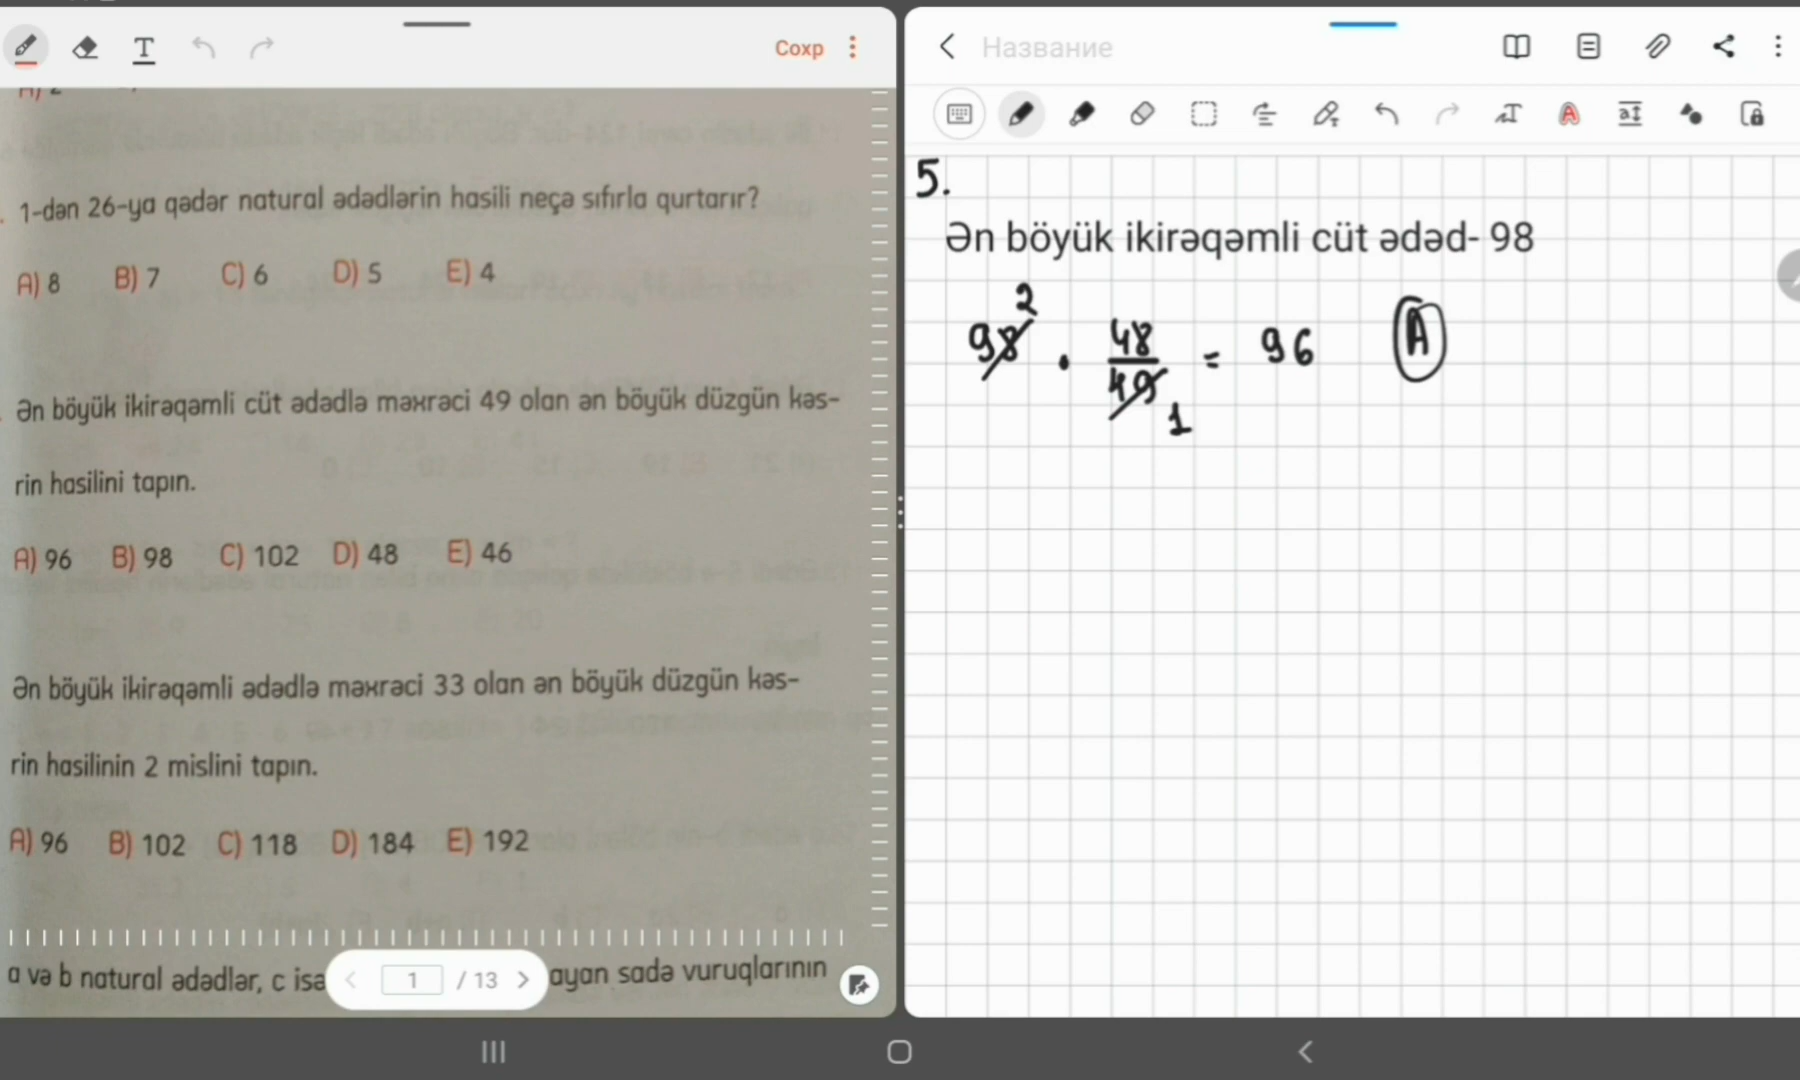 Сохр
1-dən 26-ya qədər natural ədədlərin hasili neçə sıfırla qurtarır?
A) 8 B) 7 C) 6 D) 5 E) 4
Ən böyük ikirəqəmli cüt ədədlə məxrəci 49 olan ən böyük düzgün kəs-
rin hasilini tapın.
A) 96 B) 98 C) 102 D) 48 E) 46
Ən böyük ikirəqəmli ədədlə məxrəci 33 olan ən böyük düzgün kəs-
rin hasilinin 2 mislini tapın.
A) 96 B) 102 C) 118 D) 184 E) 192
a və b natural ədədlər, c isə ayan sadə vuruqlarının
1 / 13
Название
5.
Ən böyük ikirəqəmli cüt ədəd- 98
2
98 · 48 = 96 A
49
1